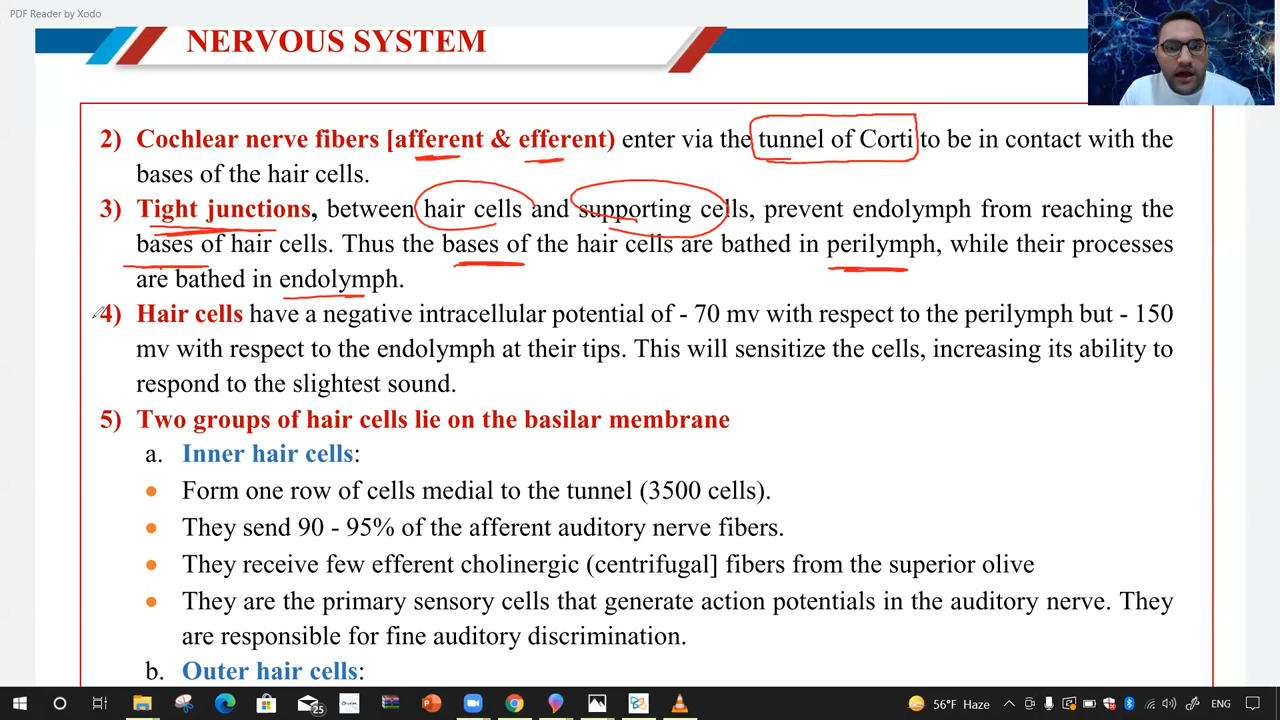 PDF Reader by Xodo
NERVOUS SYSTEM
2) Cochlear nerve fibers [afferent & efferent) enter via the tunnel of Corti to be in contact with the
bases of the hair cells.
3) Tight junctions, between hair cells and supporting cells, prevent endolymph from reaching the
bases of hair cells. Thus the bases of the hair cells are bathed in perilymph, while their processes
are bathed in endolymph.
4) Hair cells have a negative intracellular potential of - 70 mv with respect to the perilymph but - 150
mv with respect to the endolymph at their tips. This will sensitize the cells, increasing its ability to
respond to the slightest sound.
5) Two groups of hair cells lie on the basilar membrane
a. Inner hair cells:
• Form one row of cells medial to the tunnel (3500 cells).
• They send 90 - 95% of the afferent auditory nerve fibers.
• They receive few efferent cholinergic (centrifugal] fibers from the superior olive
• They are the primary sensory cells that generate action potentials in the auditory nerve. They
are responsible for fine auditory discrimination.
b. Outer hair cells:
25
56°F Haze
ENG